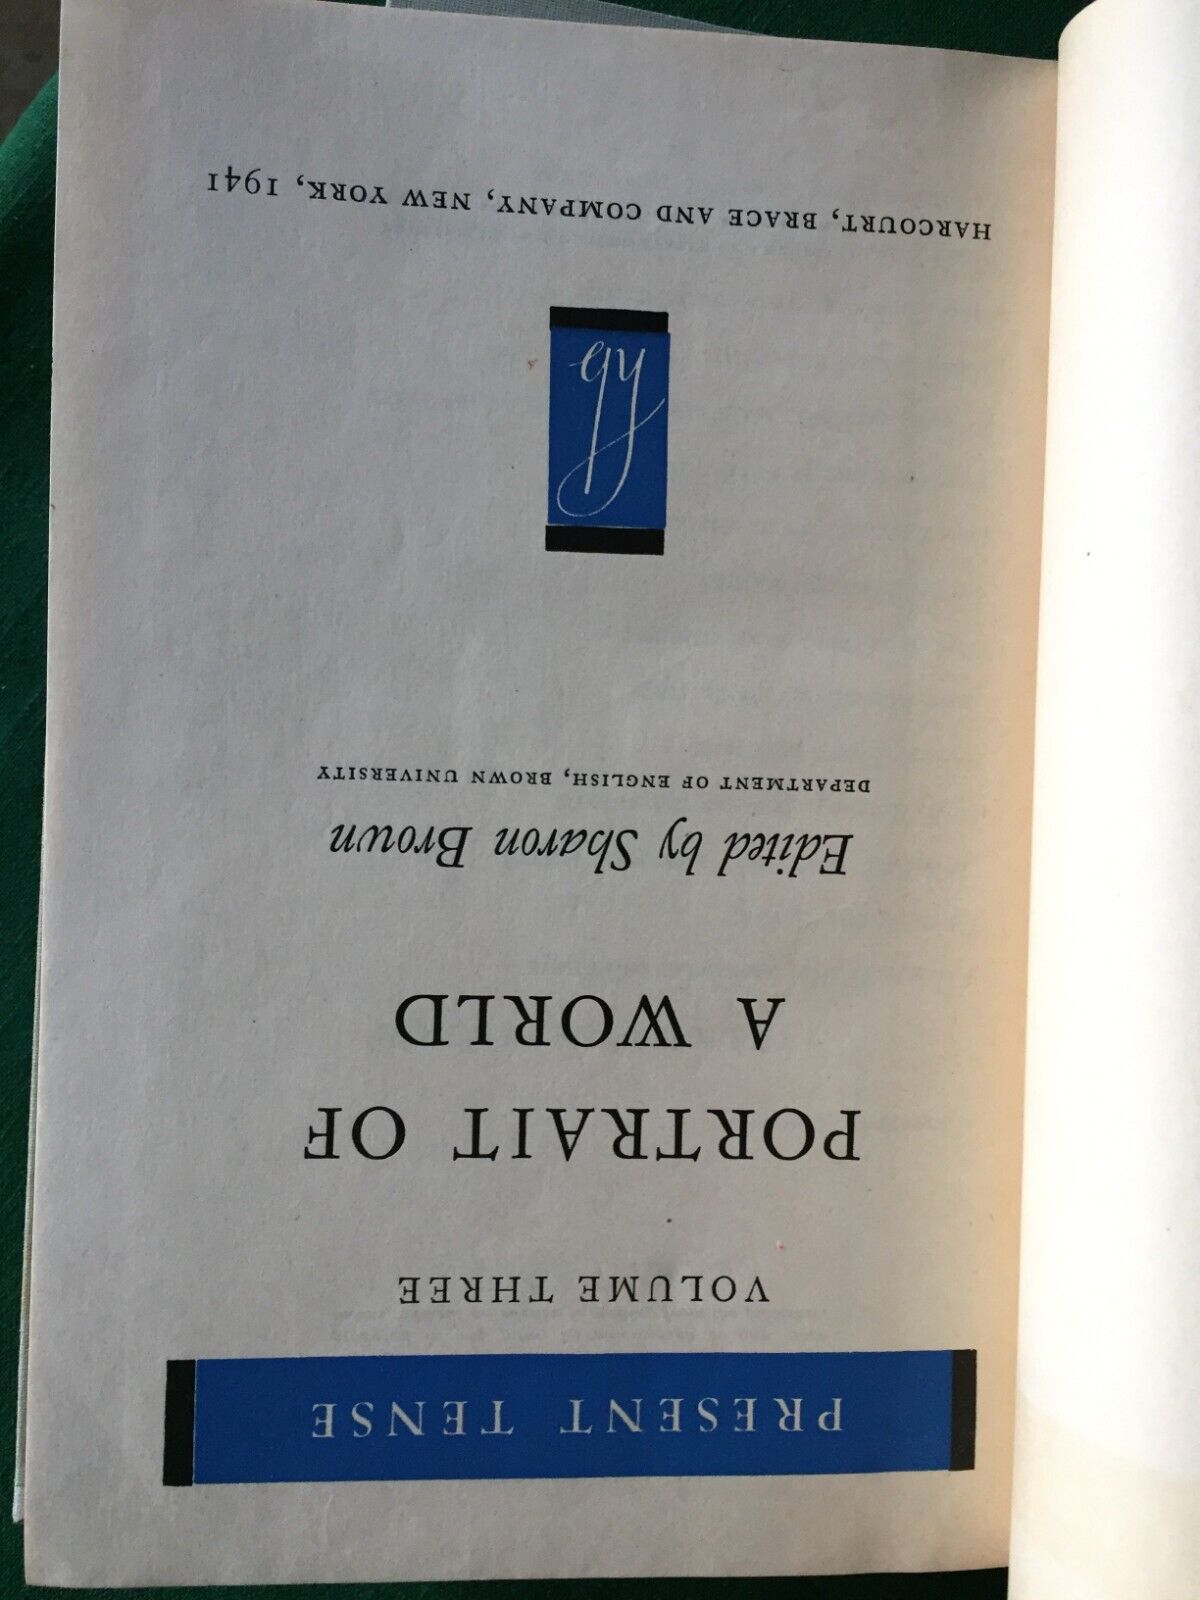 PRESENT TENSE
VOLUME THREE
PORTRAIT OF
A WORLD
Edited by Sharon Brown
DEPARTMENT OF ENGLISH, BROWN UNIVERSITY
hb
HARCOURT, BRACE AND COMPANY, NEW YORK, 1941